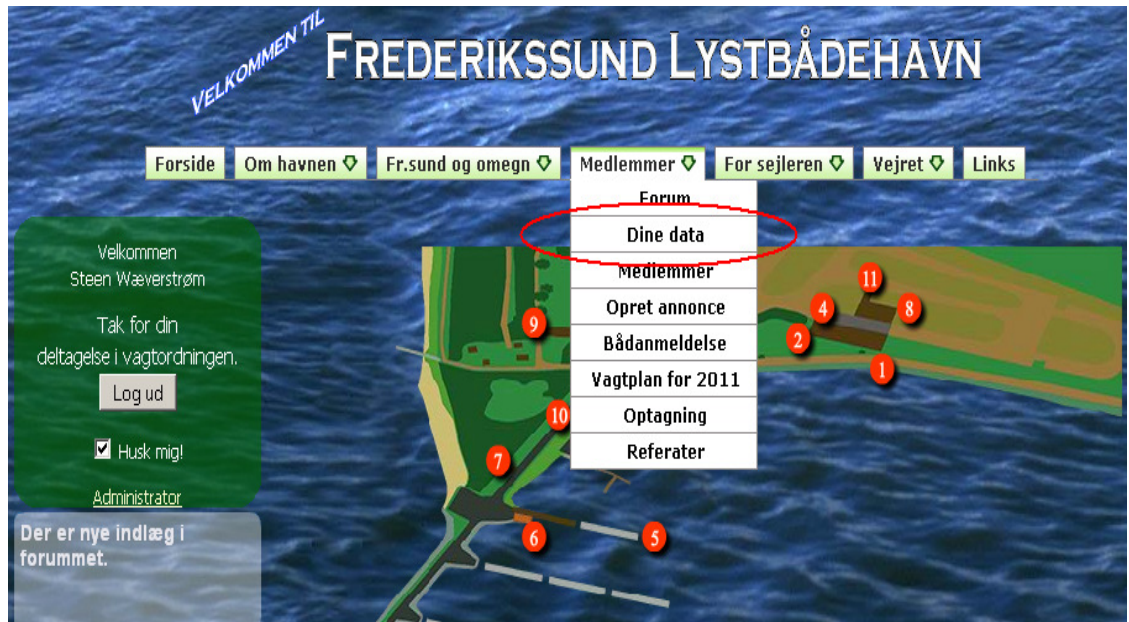 VELKOMMEN TIL
FREDERIKSSUND LYSTBÅDEHAVN
Forside
Om havnen
Fr.sund og omegn
Medlemmer
For sejleren
Vejret
Links
Forum
Dine data
Medlemmer
Opret annonce
Bådanmeldelse
Vagtplan for 2011
Optagning
Referater
Velkommen
Steen Wæverstrøm
Tak for din
deltagelse i vagtordningen.
Log ud
Husk mig!
Administrator
Der er nye indlæg i
forummet.
11
4
8
9
2
1
10
7
6
5